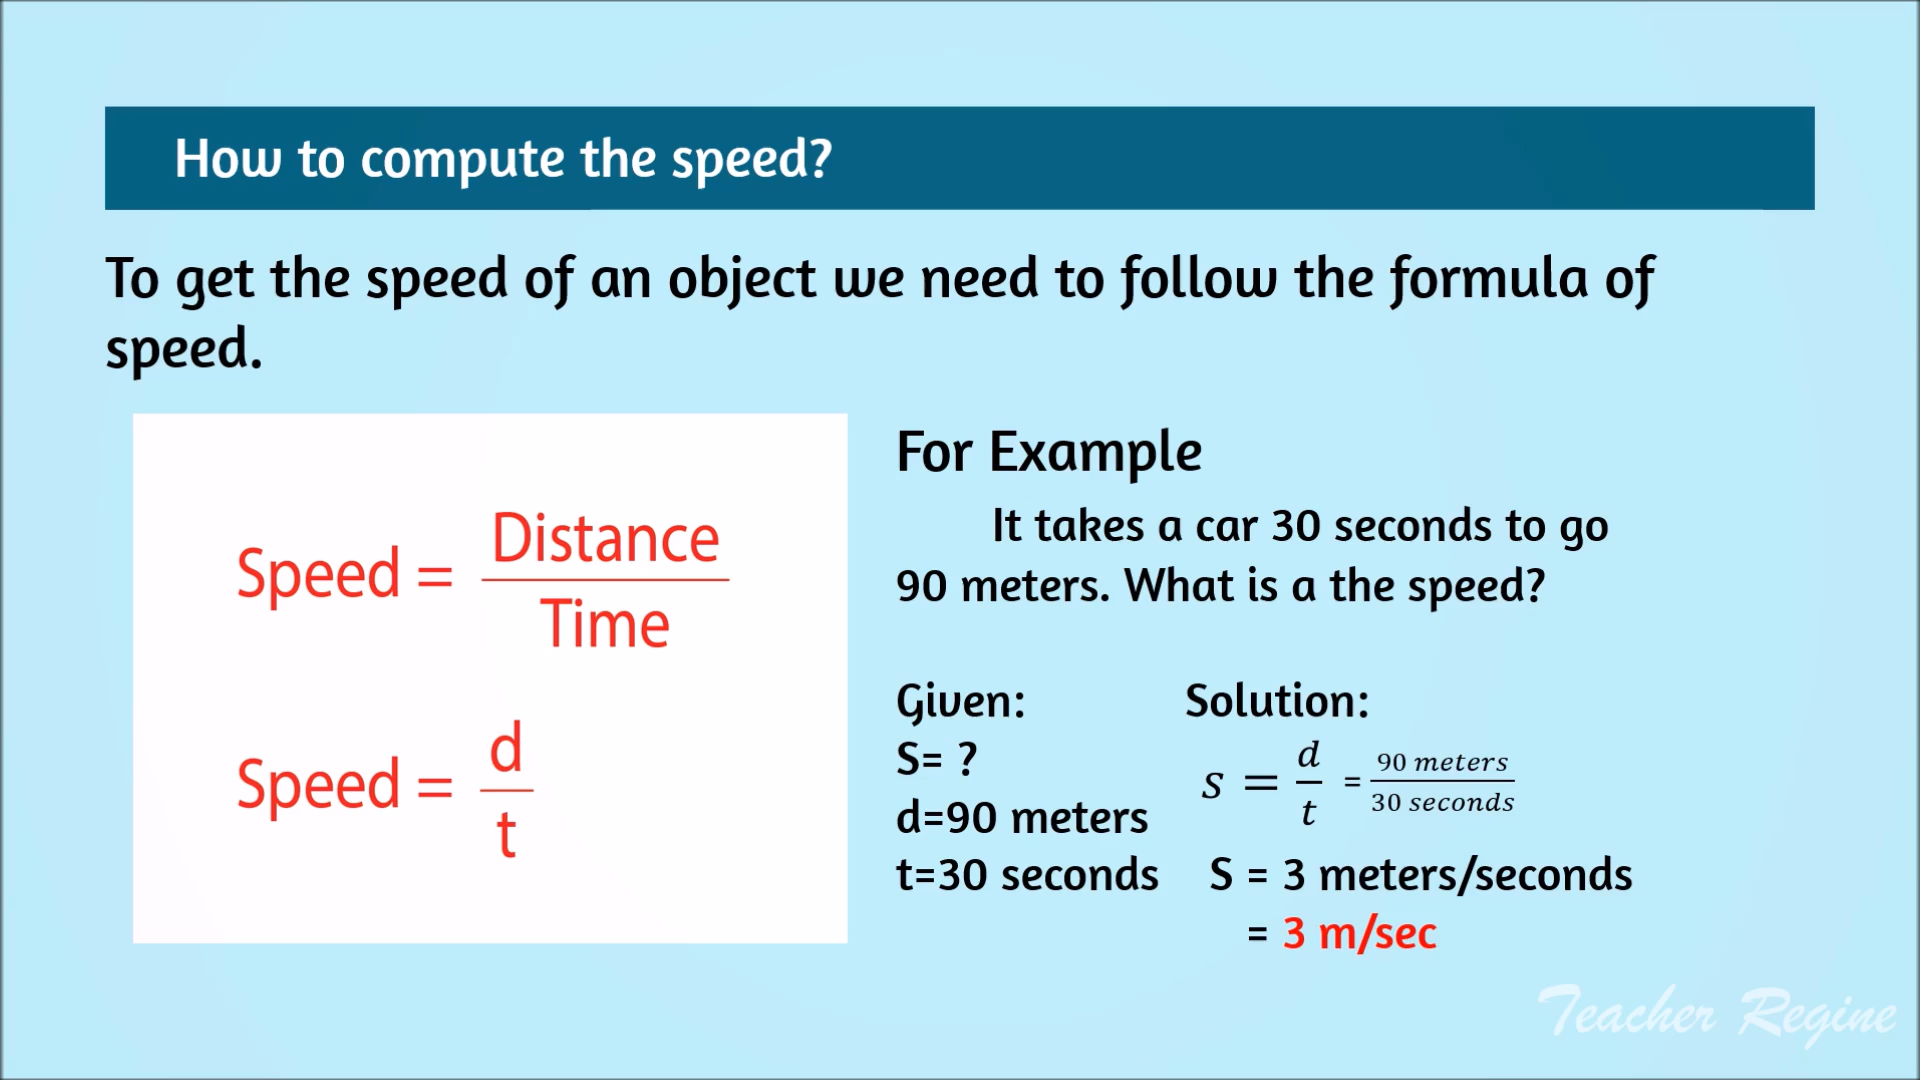 How to compute the speed?
To get the speed of an object we need to follow the formula of
speed.
Speed = Distance / Time
Speed = d / t
For Example
It takes a car 30 seconds to go
90 meters. What is a the speed?
Given:
S= ?
d=90 meters
t=30 seconds
Solution:
s = d / t = 90 meters / 30 seconds
S = 3 meters/seconds
= 3 m/sec
Teacher Regine